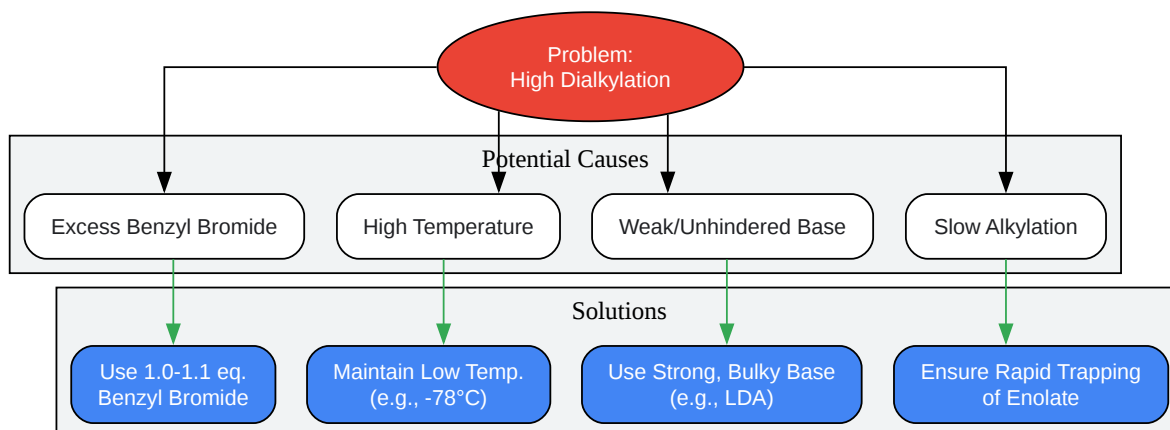 Problem:
High Dialkylation
Potential Causes
Excess Benzyl Bromide
High Temperature
Weak/Unhindered Base
Slow Alkylation
Solutions
Use 1.0-1.1 eq.
Benzyl Bromide
Maintain Low Temp.
(e.g., -78°C)
Use Strong, Bulky Base
(e.g., LDA)
Ensure Rapid Trapping
of Enolate